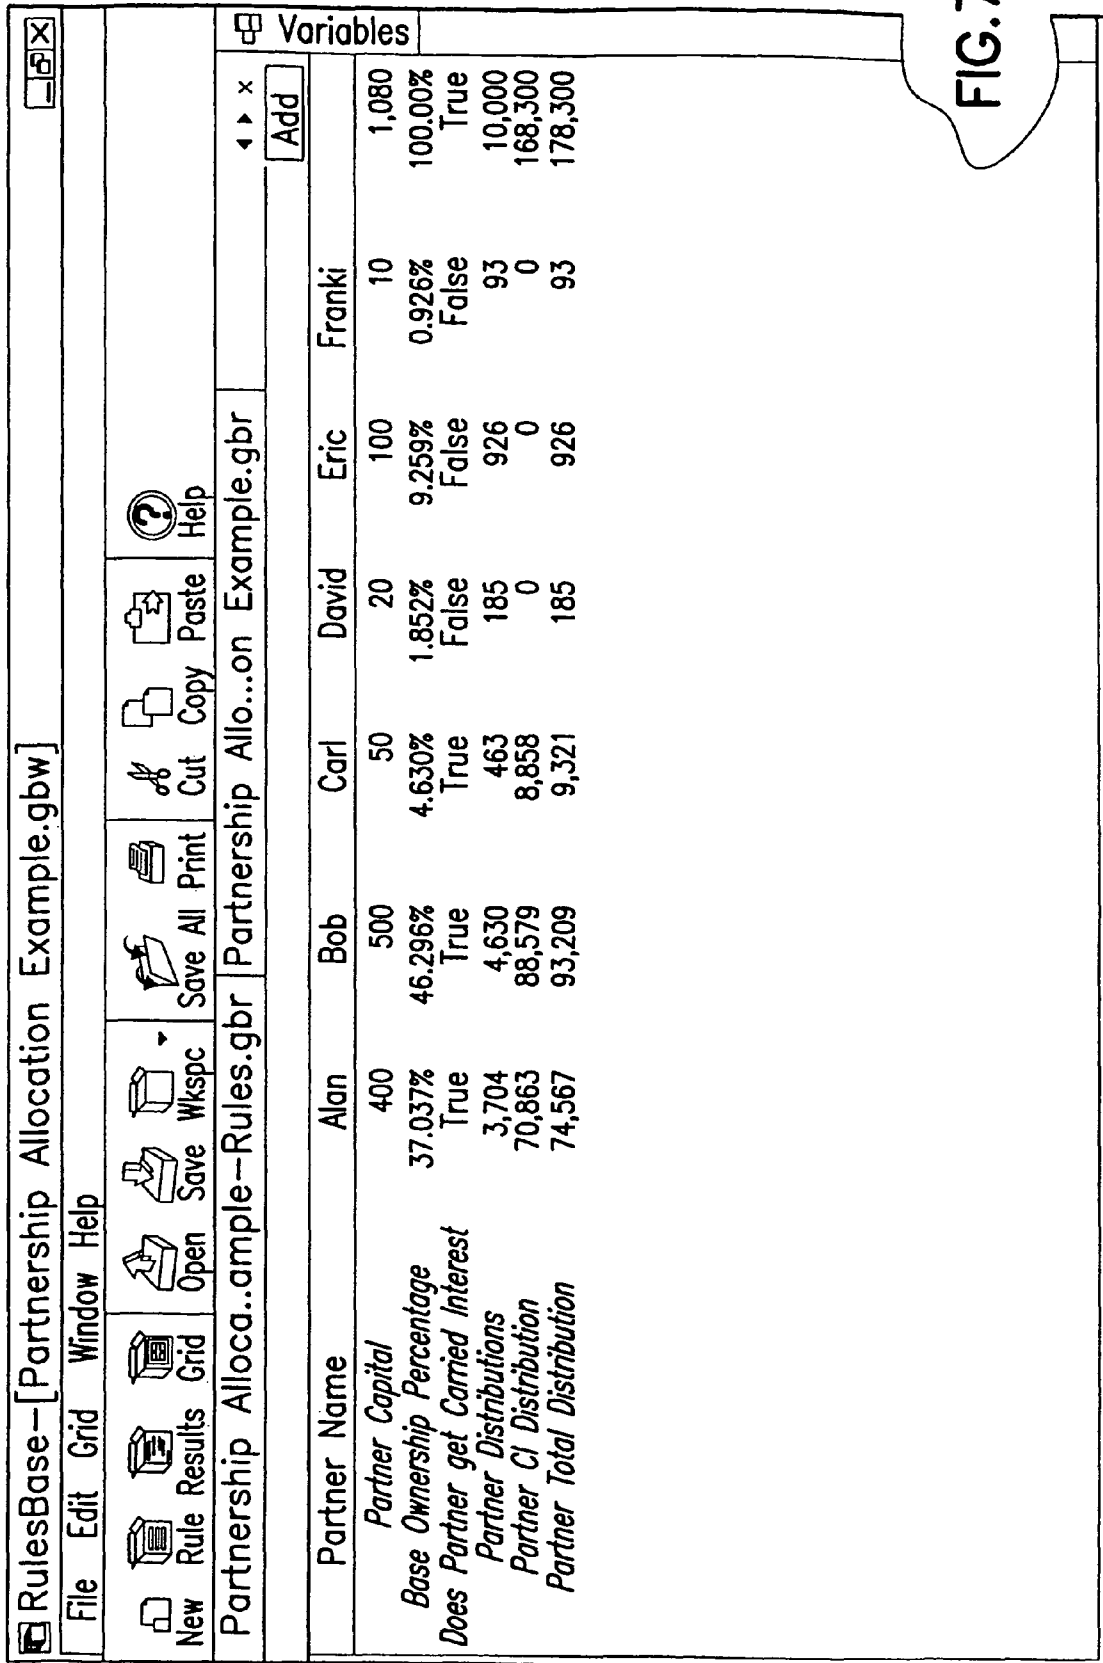 RulesBase—[Partnership Allocation Example.gbw]
File Edit Grid Window Help
New Rule Results Grid Open Save Wkspc Save All Print Cut Copy Paste Help
Partnership Alloca..ample—Rules.gbr Partnership Allo...on Example.gbr
Variables
Add
Partner Name Alan Bob Carl David Eric Franki
Partner Capital 400 500 50 20 100 10 1,080
Base Ownership Percentage 37.037% 46.296% 4.630% 1.852% 9.259% 0.926% 100.00%
Does Partner get Carried Interest True True True False False False True
Partner Distributions 3,704 4,630 463 185 926 93 10,000
Partner CI Distribution 70,863 88,579 8,858 0 0 0 168,300
Partner Total Distribution 74,567 93,209 9,321 185 926 93 178,300
FIG.7